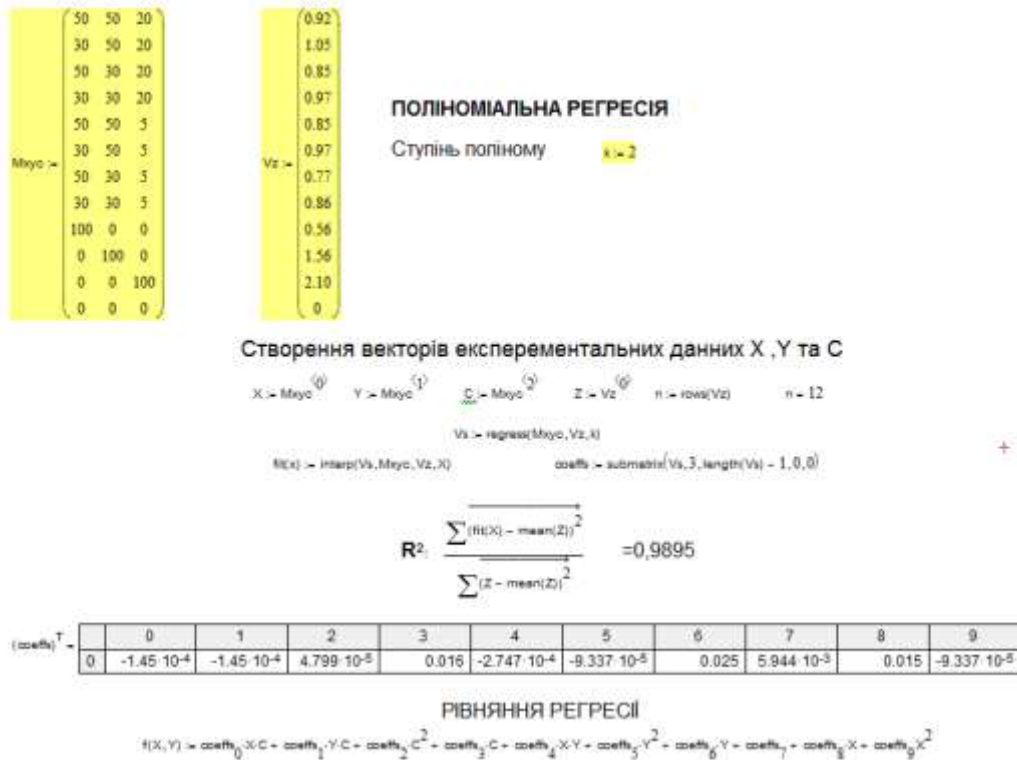 Mxyc := 50 50 20
30 50 20
50 30 20
30 30 20
50 50 5
30 50 5
50 30 5
30 30 5
100 0 0
0 100 0
0 0 100
0 0 0
Vz := 0.92
1.05
0.85
0.97
0.85
0.97
0.77
0.86
0.56
1.56
2.10
0
ПОЛІНОМІАЛЬНА РЕГРЕСІЯ
Ступінь поліному k := 2
Створення векторів експерементальних данних X ,Y та C
X := Mxyc^(0) Y := Mxyc^(1) C := Mxyc^(2) Z := Vz^(0) n := rows(Vz) n = 12
Vs := regress(Mxyc, Vz, k)
fit(x) := interp(Vs, Mxyc, Vz, X) coeffs := submatrix(Vs, 3, length(Vs) - 1, 0, 0)
R²: ∑(fit(X) - mean(Z))² =0,9895
∑(Z - mean(Z))²
(coeffs)^T = 0 1 2 3 4 5 6 7 8 9
0 -1.45·10-4 -1.45·10-4 4.799·10-5 0.016 -2.747·10-4 -9.337·10-5 0.025 5.944·10-3 0.015 -9.337·10-5
РІВНЯННЯ РЕГРЕСІЇ
f(X,Y) := coeffs₀·X·C + coeffs₁·Y·C + coeffs₂·C² + coeffs₃·C + coeffs₄·X·Y + coeffs₅·Y² + coeffs₆·Y + coeffs₇ + coeffs₈·X + coeffs₉·X²